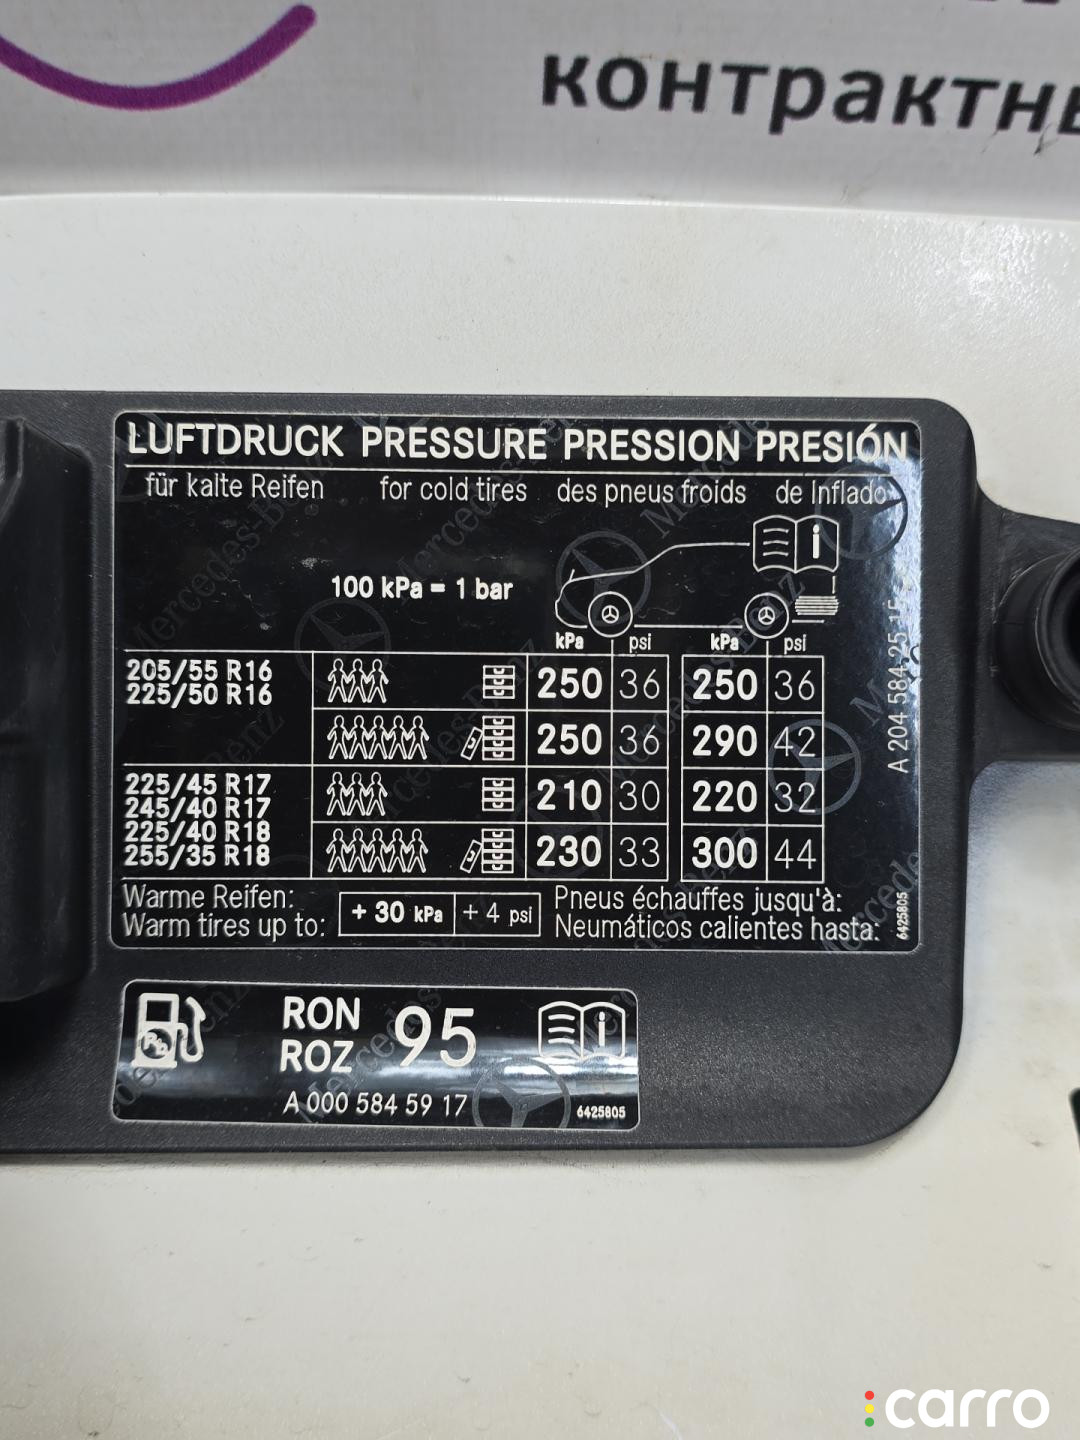 контрактн
LUFTDRUCK PRESSURE PRESSION PRESIÓN
für kalte Reifen for cold tires des pneus froids de Inflado
100 kPa = 1 bar
kPa psi kPa psi
205/55 R16
225/50 R16
250 36 250 36
250 36 290 42
225/45 R17
245/40 R17
225/40 R18
255/35 R18
210 30 220 32
230 33 300 44
Warme Reifen:
Warm tires up to:
+ 30 kPa + 4 psi
Pneus échauffes jusqu'à:
Neumáticos calientes hasta:
A 204 584 25 15
6425805
RON
ROZ
95
A 000 584 59 17
6425805
Mercedes-Benz
carro